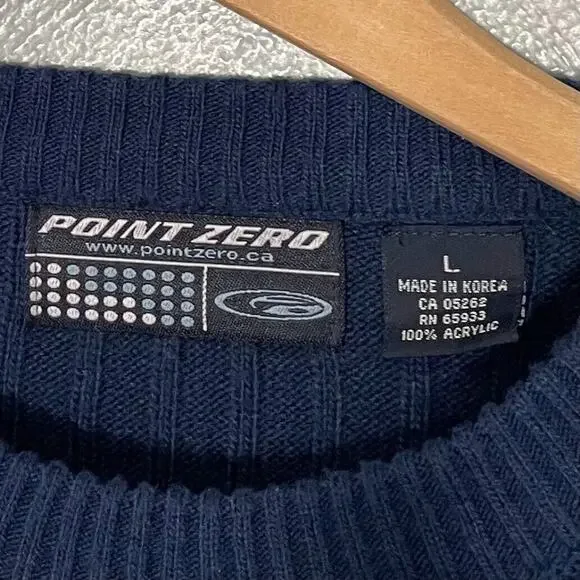 POINT ZERO
www.pointzero.ca
L
MADE IN KOREA
CA 05262
RN 65933
100% ACRYLIC